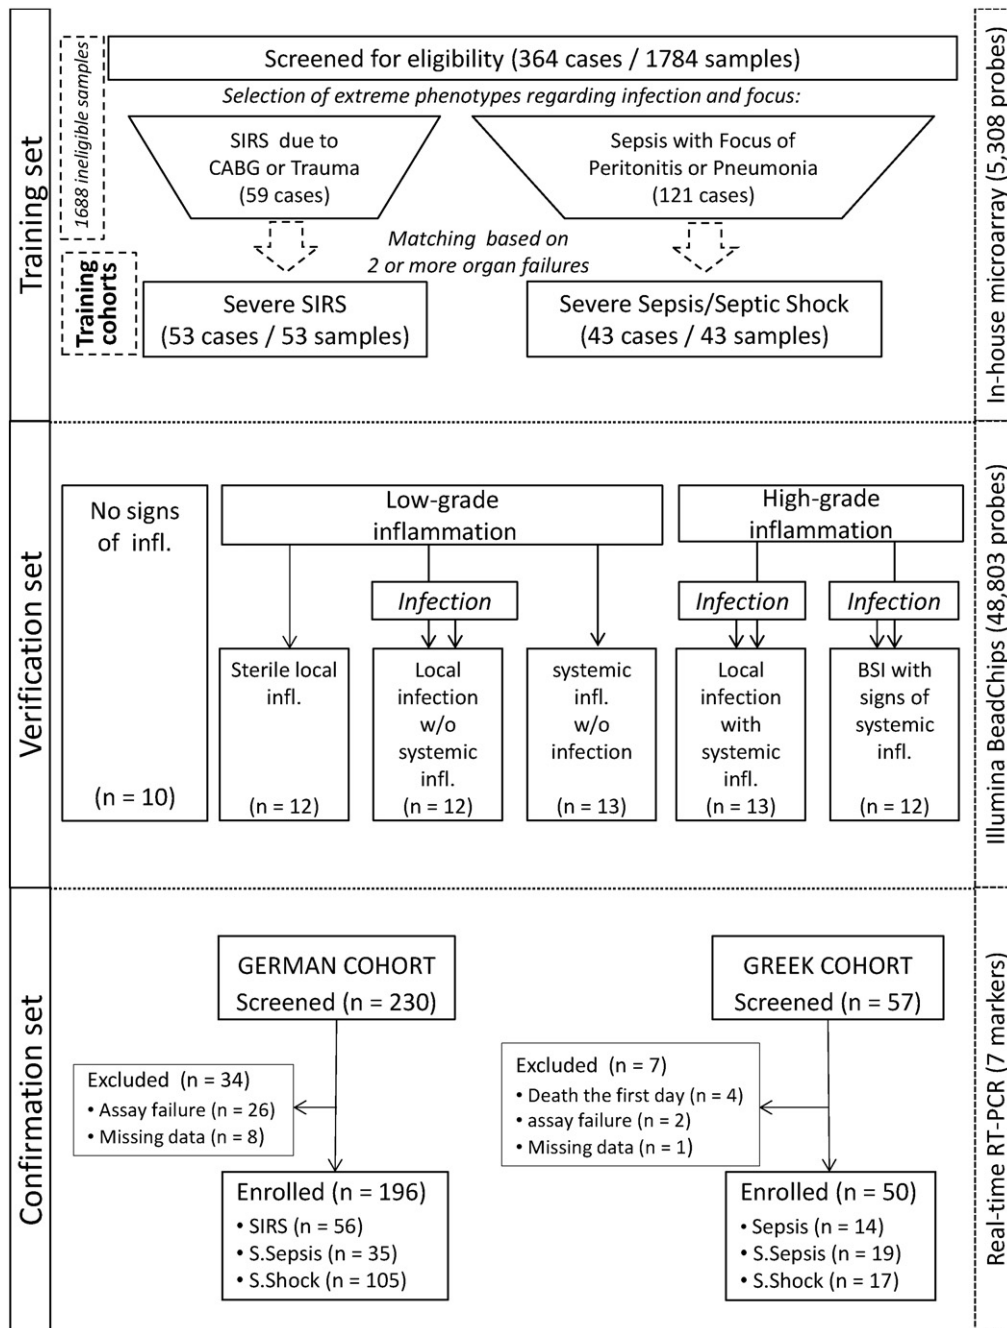 Training set
1688 ineligible samples
Screened for eligibility (364 cases / 1784 samples)
Selection of extreme phenotypes regarding infection and focus:
SIRS due to
CABG or Trauma
(59 cases)
Sepsis with Focus of
Peritonitis or Pneumonia
(121 cases)
Matching based on
2 or more organ failures
Training
cohorts
Severe SIRS
(53 cases / 53 samples)
Severe Sepsis/Septic Shock
(43 cases / 43 samples)
In-house microarray (5,308 probes)
Verification set
No signs
of infl.
(n = 10)
Low-grade
inflammation
High-grade
inflammation
Infection
Infection
Infection
Sterile local
infl.
(n = 12)
Local
infection
w/o
systemic
infl.
(n = 12)
systemic
infl.
w/o
infection
(n = 13)
Local
infection
with
systemic
infl.
(n = 13)
BSI with
signs of
systemic
infl.
(n = 12)
Illumina BeadChips (48,803 probes)
Confirmation set
GERMAN COHORT
Screened (n = 230)
Excluded (n = 34)
• Assay failure (n = 26)
• Missing data (n = 8)
Enrolled (n = 196)
• SIRS (n = 56)
• S.Sepsis (n = 35)
• S.Shock (n = 105)
GREEK COHORT
Screened (n = 57)
Excluded (n = 7)
• Death the first day (n = 4)
• assay failure (n = 2)
• Missing data (n = 1)
Enrolled (n = 50)
• Sepsis (n = 14)
• S.Sepsis (n = 19)
• S.Shock (n = 17)
Real-time RT-PCR (7 markers)